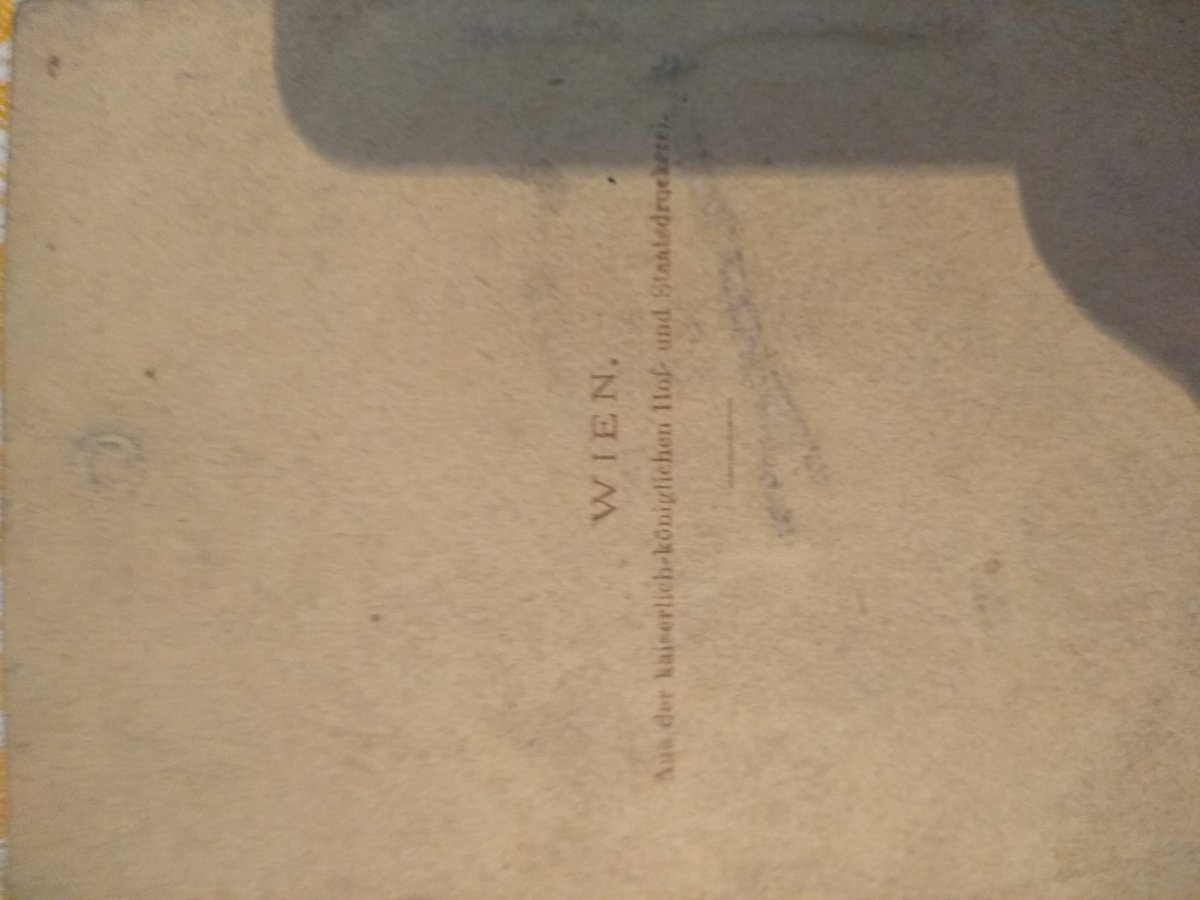 WIEN.
Aus der kaiserlich-königlichen Hof- und Staatsdruckerei.